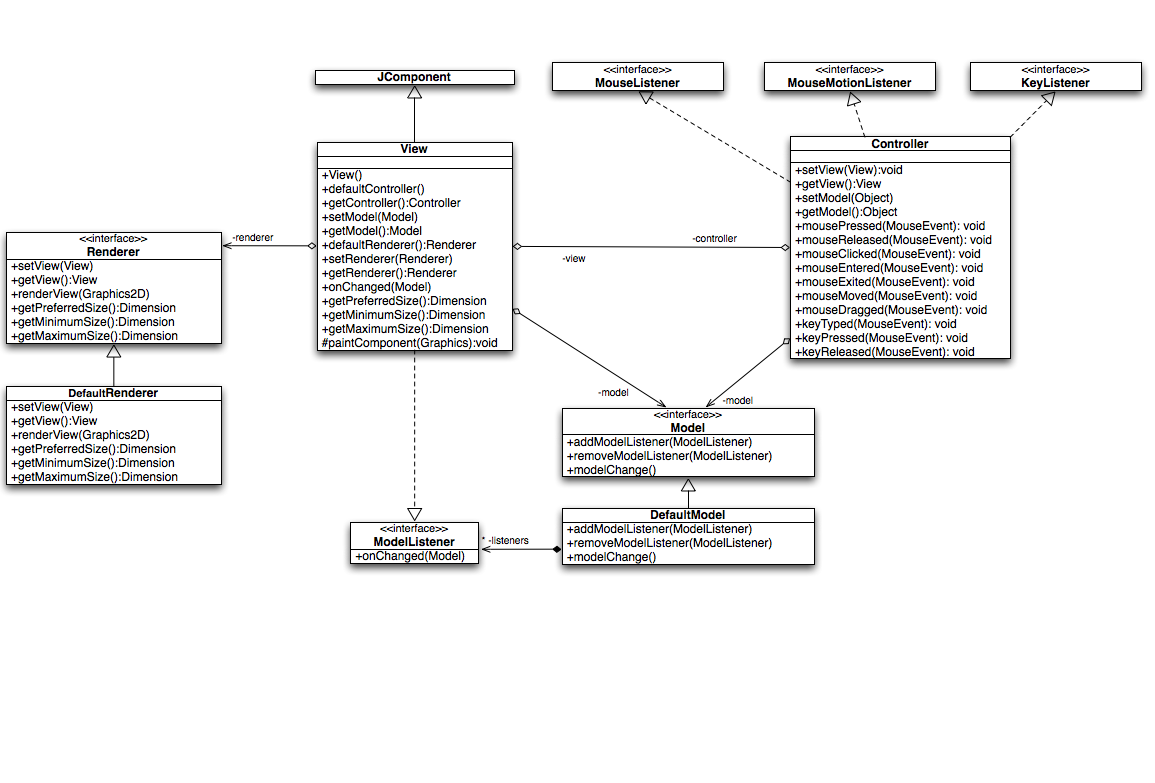 JComponent
<<interface>>
MouseListener
<<interface>>
MouseMotionListener
<<interface>>
KeyListener
View
+View()
+defaultController()
+getController():Controller
+setModel(Model)
+getModel():Model
+defaultRenderer():Renderer
+setRenderer(Renderer)
+getRenderer():Renderer
+onChanged(Model)
+getPreferredSize():Dimension
+getMinimumSize():Dimension
+getMaximumSize():Dimension
#paintComponent(Graphics):void
Controller
+setView(View):void
+getView():View
+setModel(Object)
+getModel():Object
+mousePressed(MouseEvent): void
+mouseReleased(MouseEvent): void
+mouseClicked(MouseEvent): void
+mouseEntered(MouseEvent): void
+mouseExited(MouseEvent): void
+mouseMoved(MouseEvent): void
+mouseDragged(MouseEvent): void
+keyTyped(MouseEvent): void
+keyPressed(MouseEvent): void
+keyReleased(MouseEvent): void
-renderer
-controller
-view
<<interface>>
Renderer
+setView(View)
+getView():View
+renderView(Graphics2D)
+getPreferredSize():Dimension
+getMinimumSize():Dimension
+getMaximumSize():Dimension
DefaultRenderer
+setView(View)
+getView():View
+renderView(Graphics2D)
+getPreferredSize():Dimension
+getMinimumSize():Dimension
+getMaximumSize():Dimension
-model
-model
<<interface>>
Model
+addModelListener(ModelListener)
+removeModelListener(ModelListener)
+modelChange()
DefaultModel
+addModelListener(ModelListener)
+removeModelListener(ModelListener)
+modelChange()
<<interface>>
ModelListener
+onChanged(Model)
* -listeners